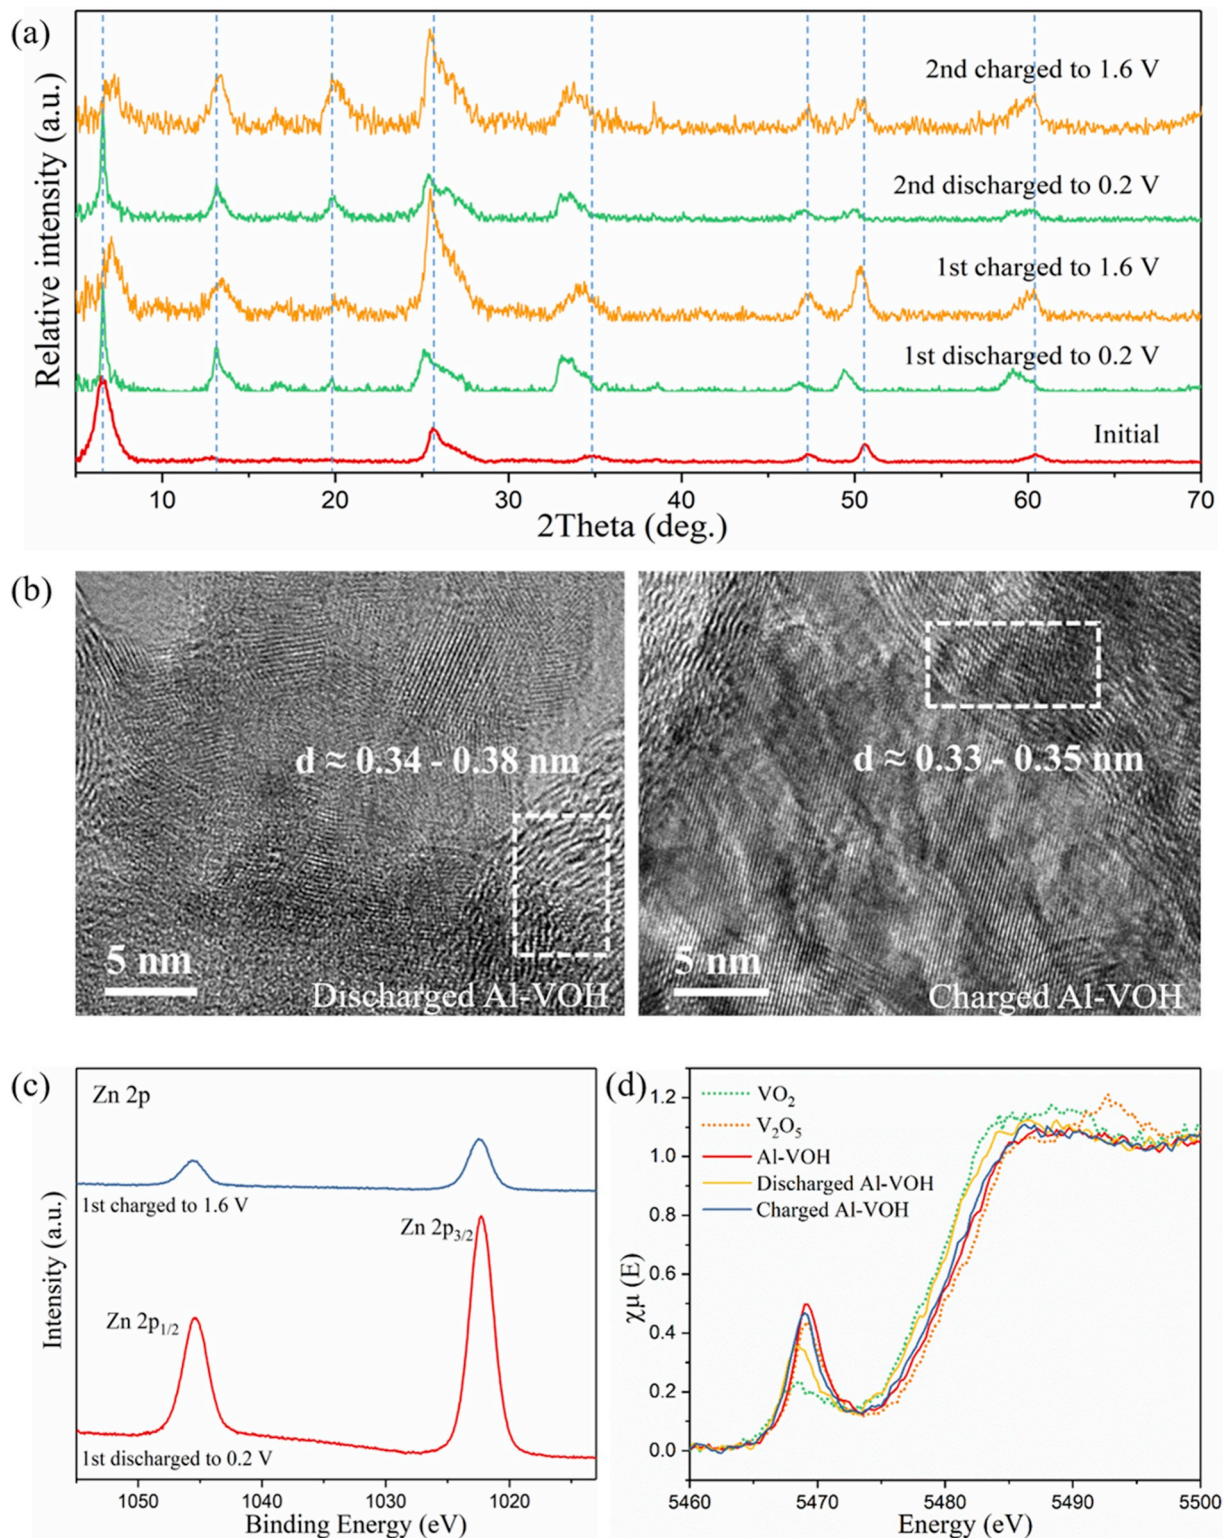 (a)
Relative intensity (a.u.)
2nd charged to 1.6 V
2nd discharged to 0.2 V
1st charged to 1.6 V
1st discharged to 0.2 V
Initial
10 20 30 40 50 60 70
2Theta (deg.)
(b)
d ≈ 0.34 - 0.38 nm
5 nm
Discharged Al-VOH
d ≈ 0.33 - 0.35 nm
5 nm
Charged Al-VOH
(c)
Zn 2p
1st charged to 1.6 V
Zn 2p3/2
Zn 2p1/2
1st discharged to 0.2 V
Intensity (a.u.)
1050 1040 1030 1020
Binding Energy (eV)
(d)
VO₂
V₂O₅
Al-VOH
Discharged Al-VOH
Charged Al-VOH
χμ (E)
1.2
1.0
0.8
0.6
0.4
0.2
0.0
5460 5470 5480 5490 5500
Energy (eV)